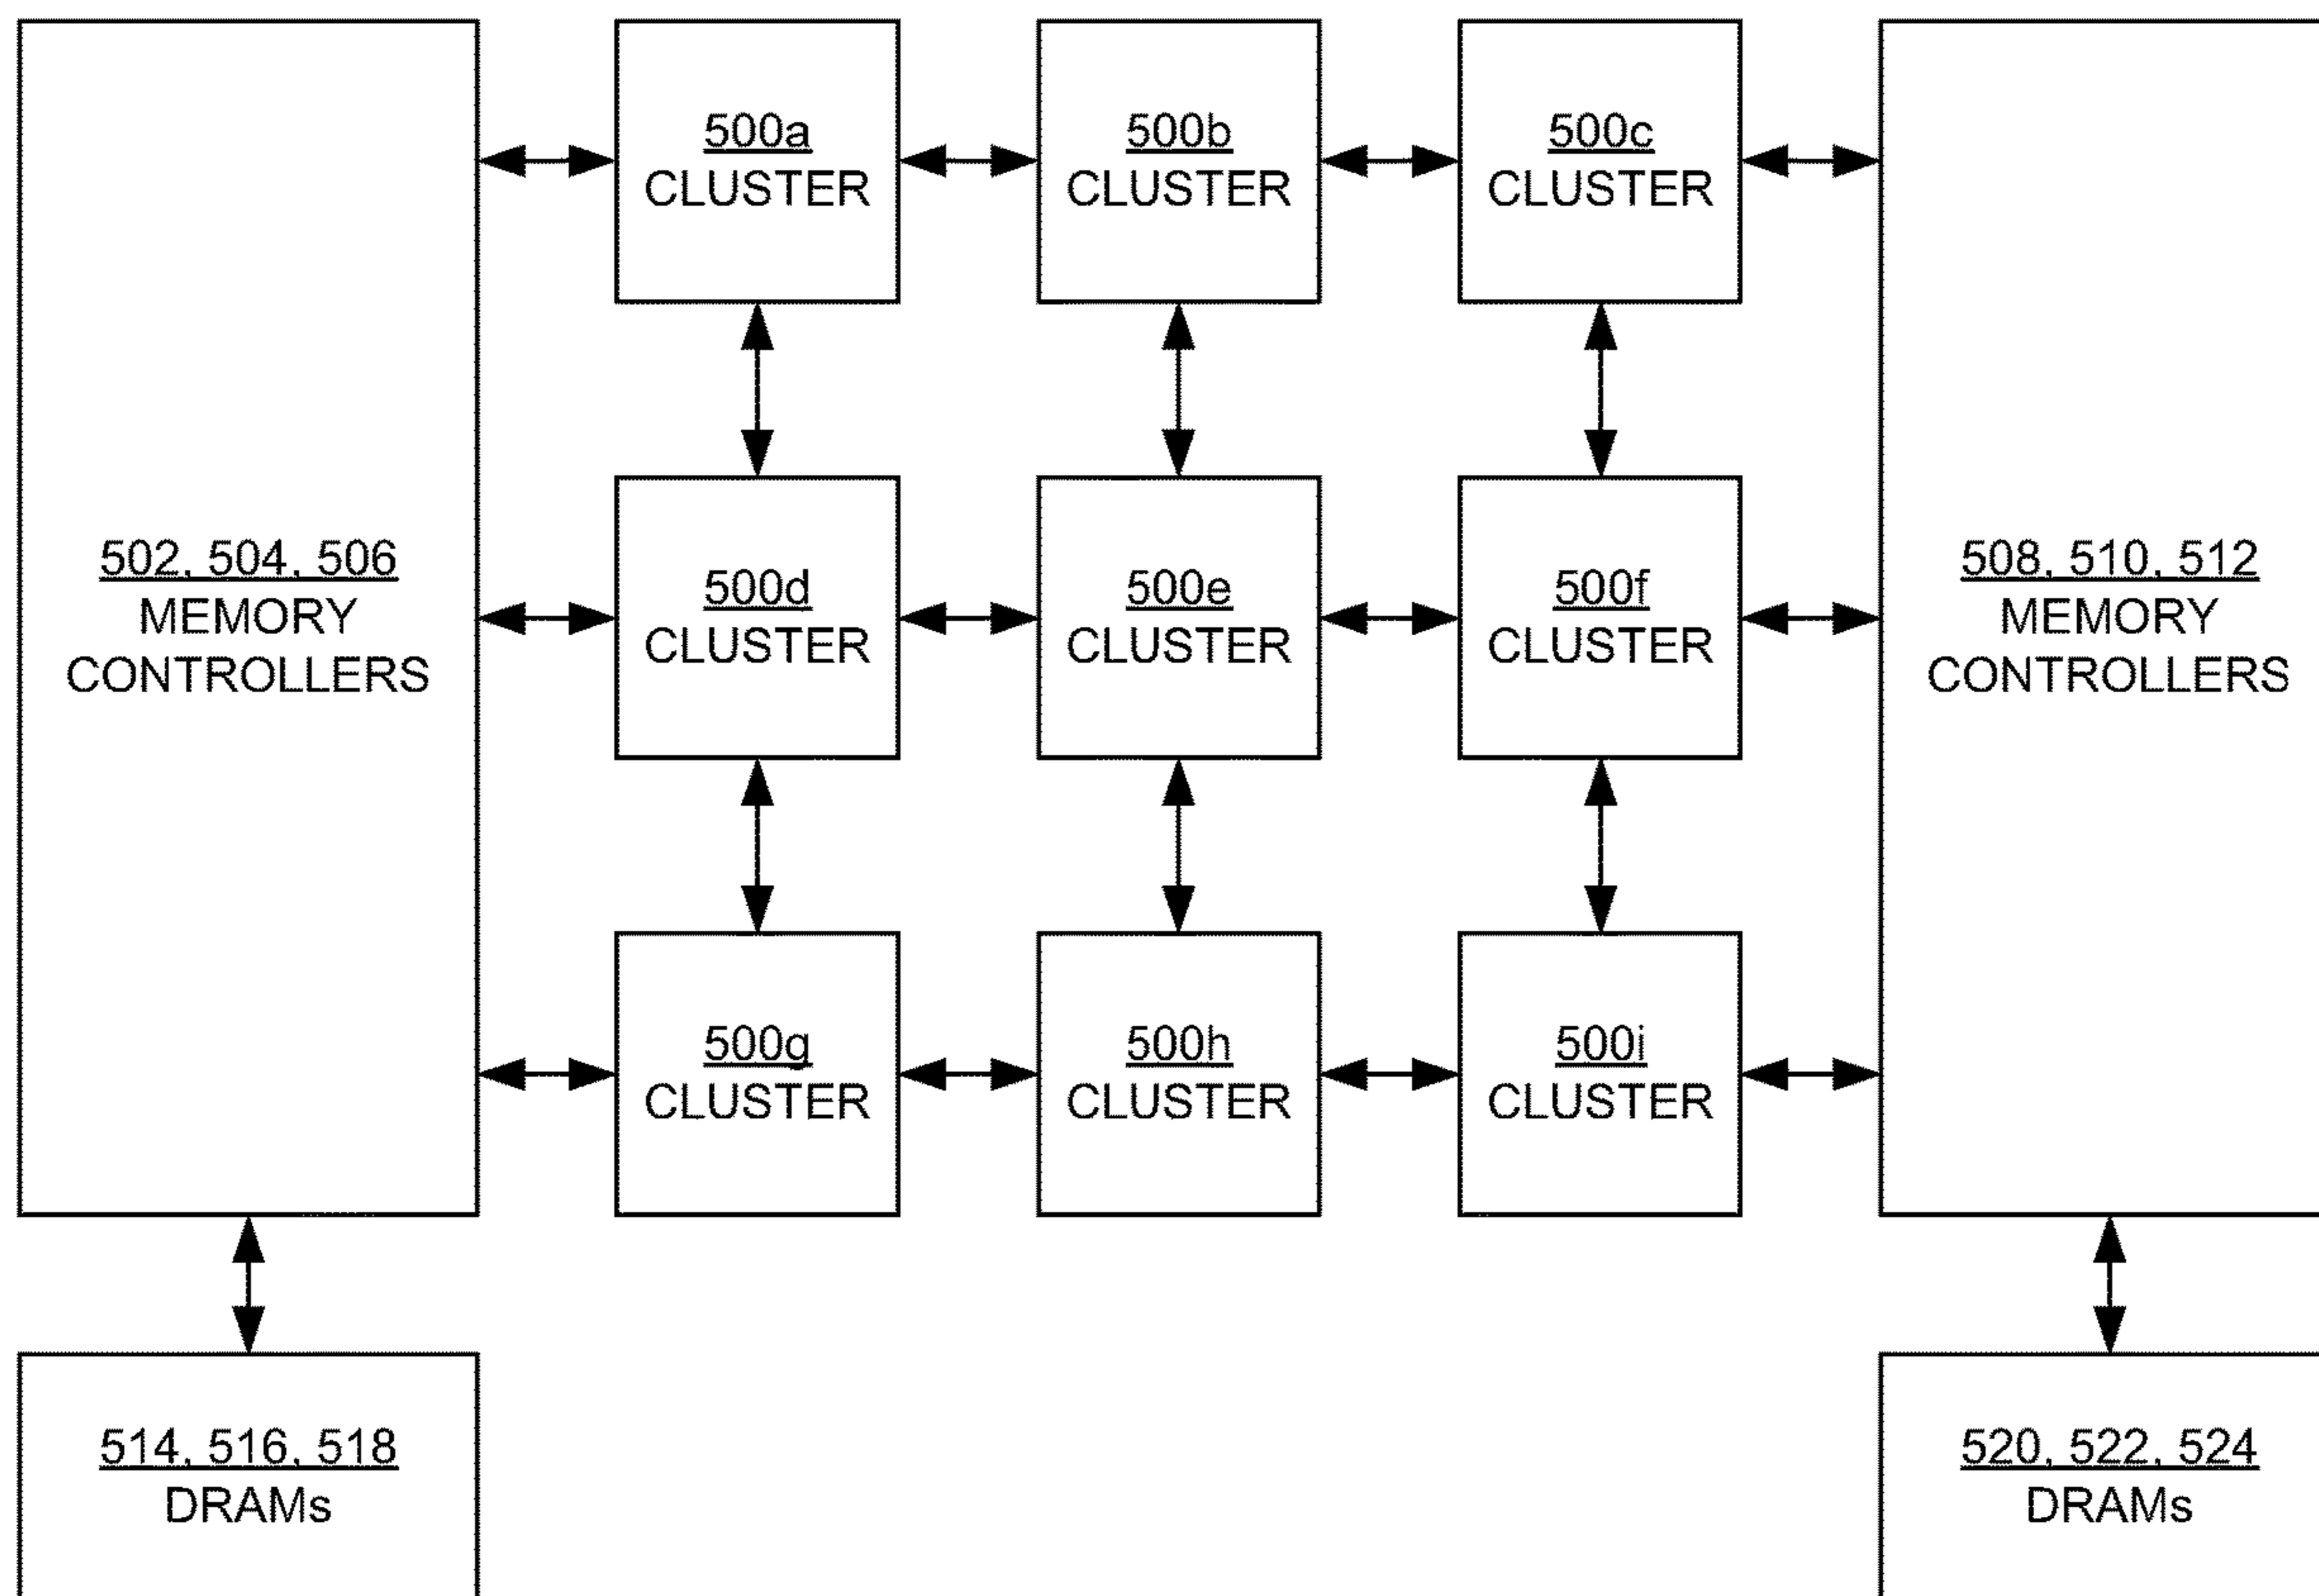 500a
CLUSTER
500b
CLUSTER
500c
CLUSTER
502, 504, 506
MEMORY
CONTROLLERS
500d
CLUSTER
500e
CLUSTER
500f
CLUSTER
508, 510, 512
MEMORY
CONTROLLERS
500g
CLUSTER
500h
CLUSTER
500i
CLUSTER
514, 516, 518
DRAMs
520, 522, 524
DRAMs